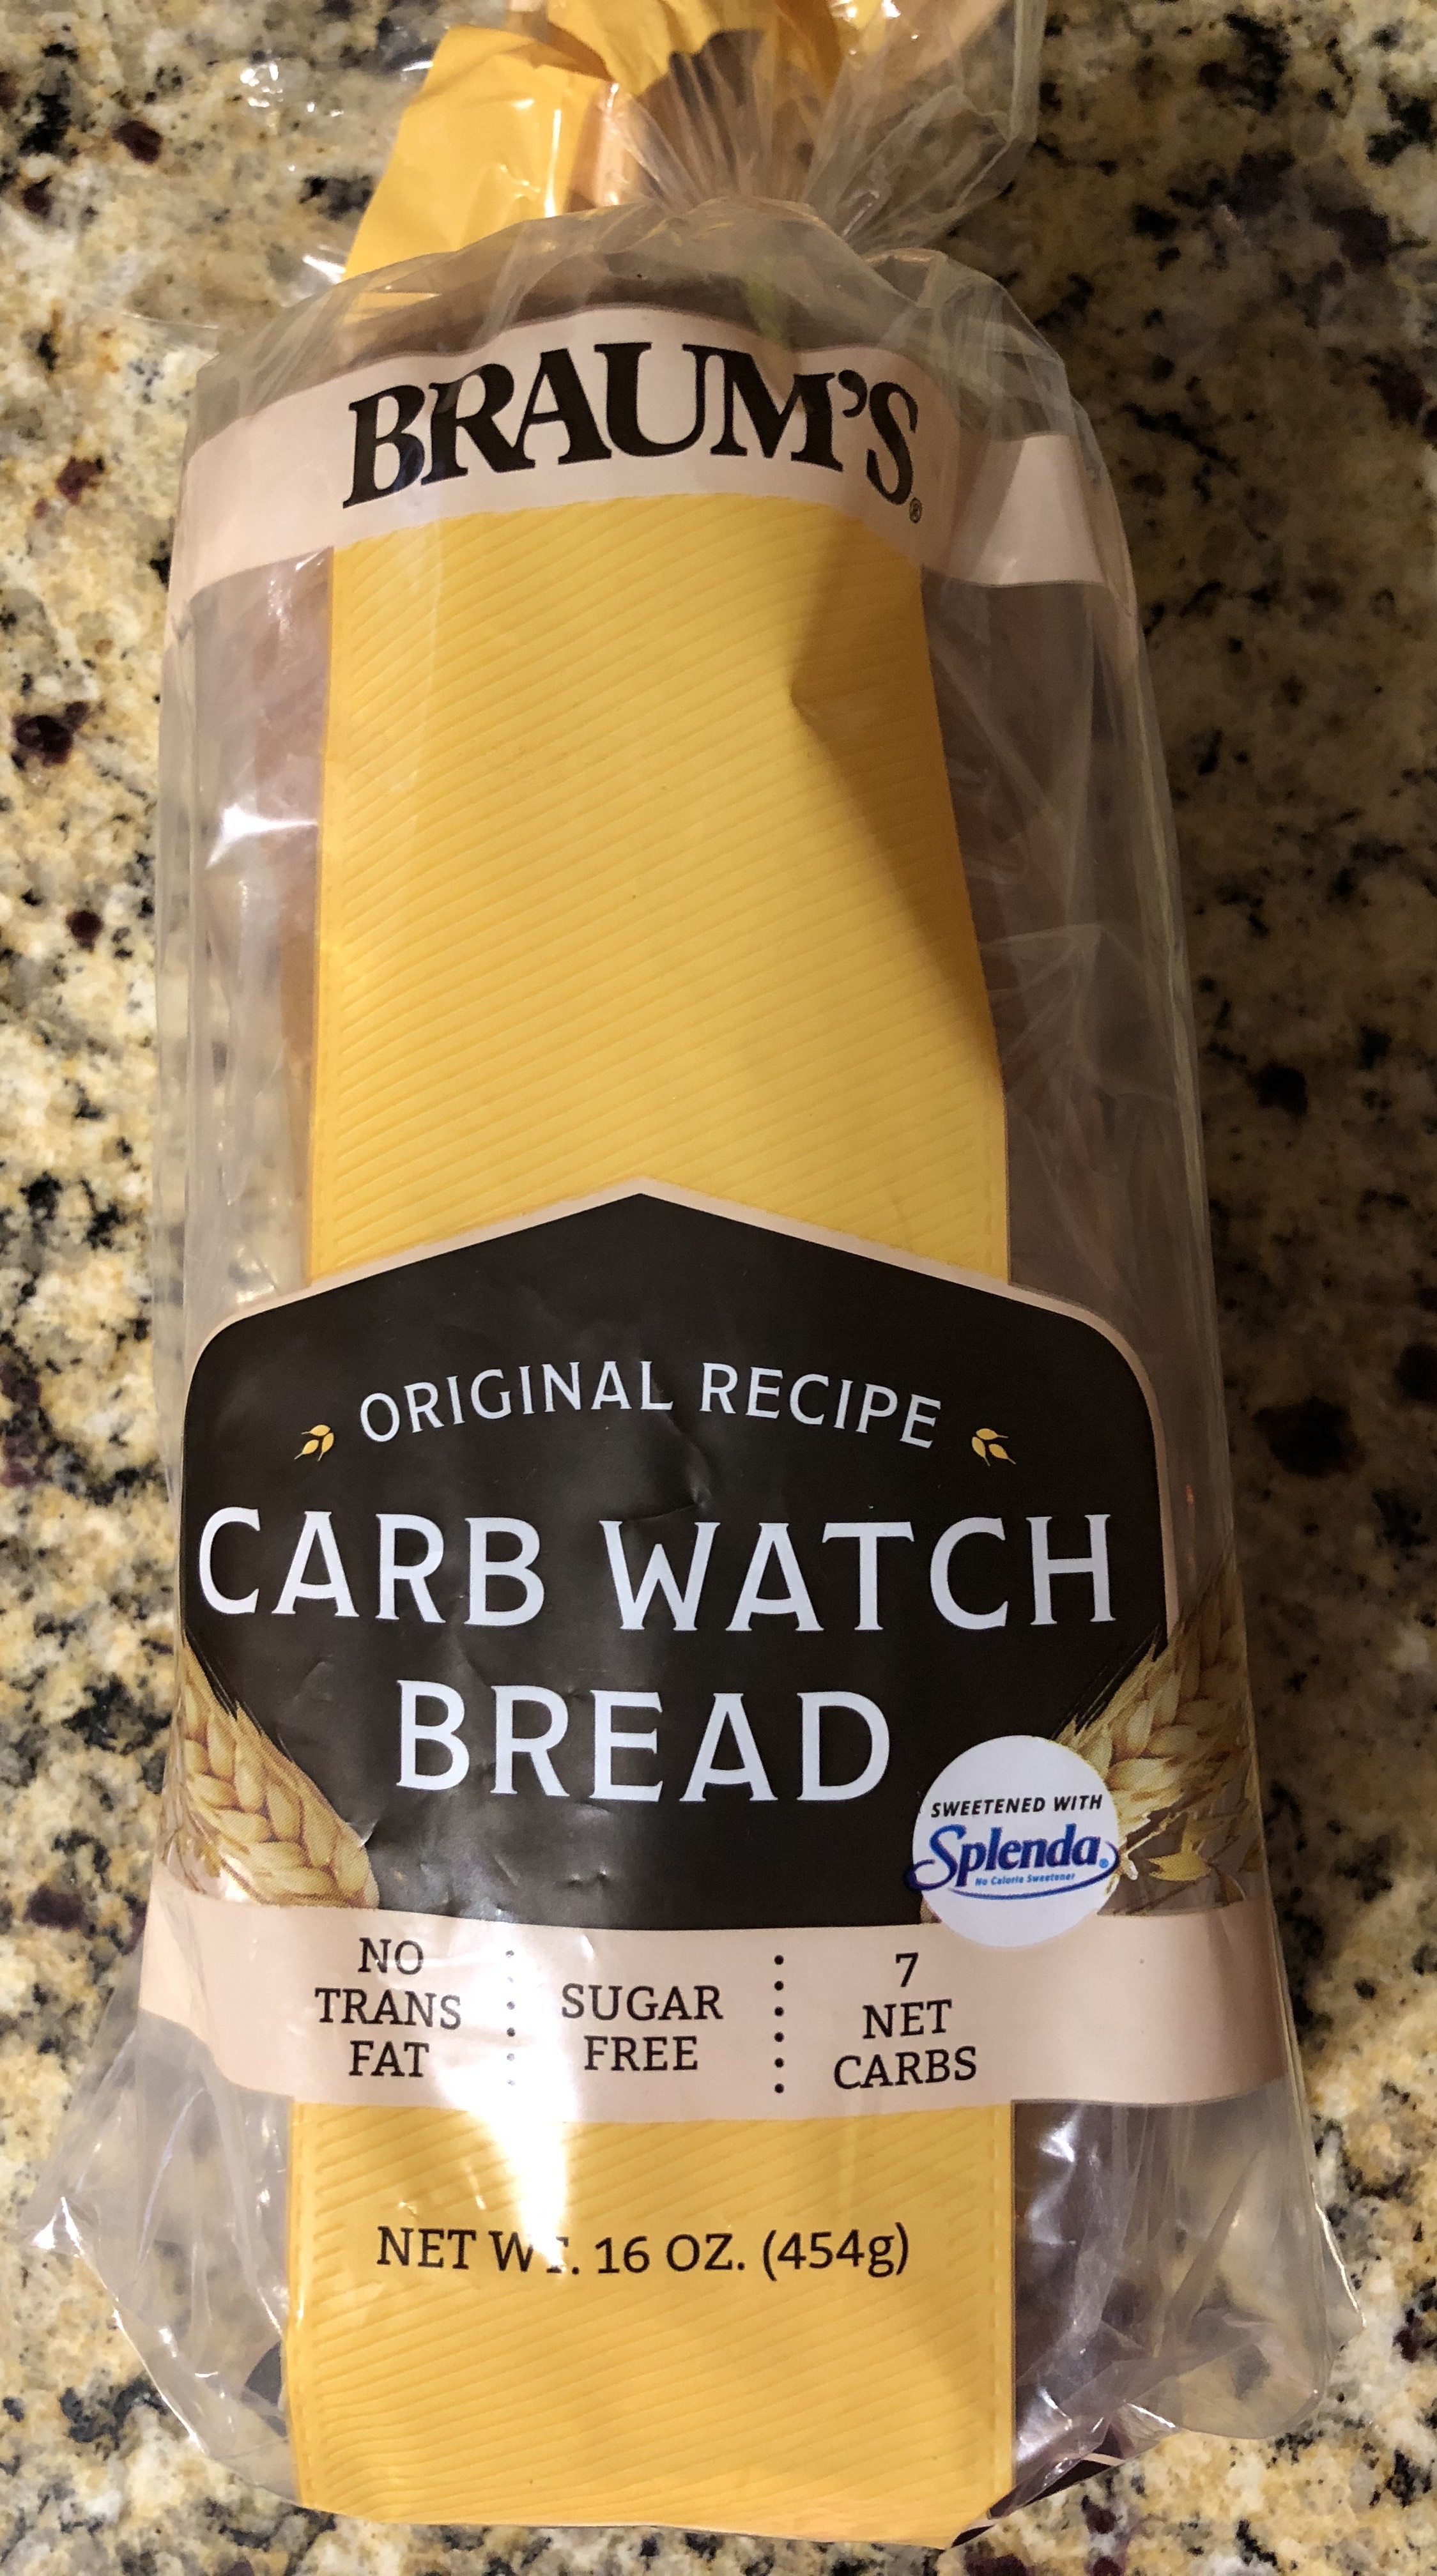 BRAUM'S®
ORIGINAL RECIPE
CARB WATCH
BREAD
SWEETENED WITH
Splenda
No Calorie Sweetener
NO
TRANS
FAT
SUGAR
FREE
7
NET
CARBS
NET WT. 16 OZ. (454g)